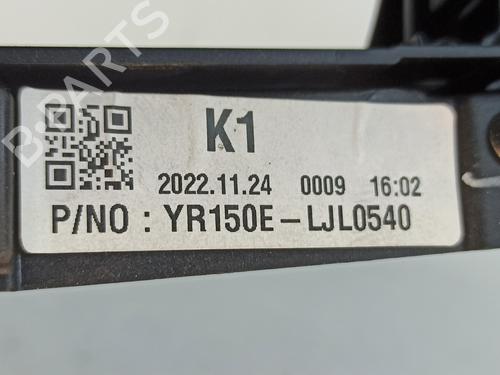 K1
2022.11.24 0009 16:02
P/NO : YR150E-LJL0540
B-PARTS